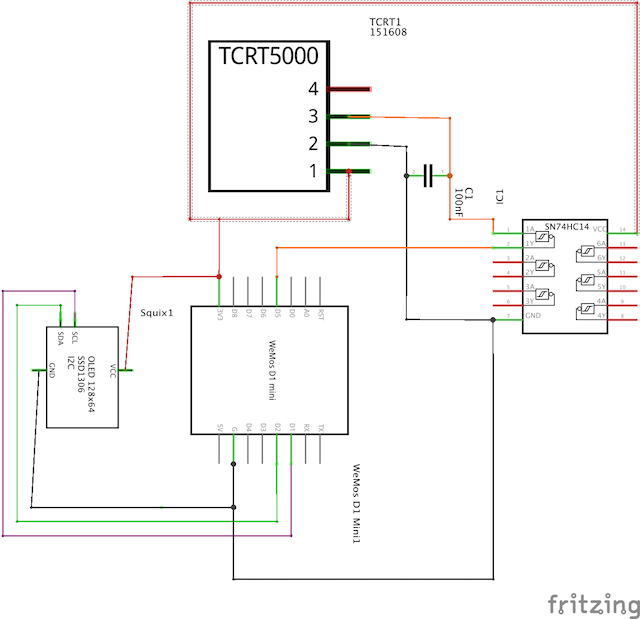 TCRT1
151608
TCRT5000
4
3
2
1
2
1
C1
100nF
IC1
SN74HC14
1
1A
VCC
14
2
1Y
6A
13
3
2A
6Y
12
4
2Y
5A
11
5
3A
5Y
10
6
3Y
4A
9
7
GND
4Y
8
Squix1
SDA
SCL
GND
VCC
OLED 128x64
SSD1306
I2C
3V3
D8
D7
D6
D5
D0
A0
RST
WeMos D1 mini
5V
G
D4
D3
D2
D1
RX
TX
WeMos D1 Mini1
fritzing